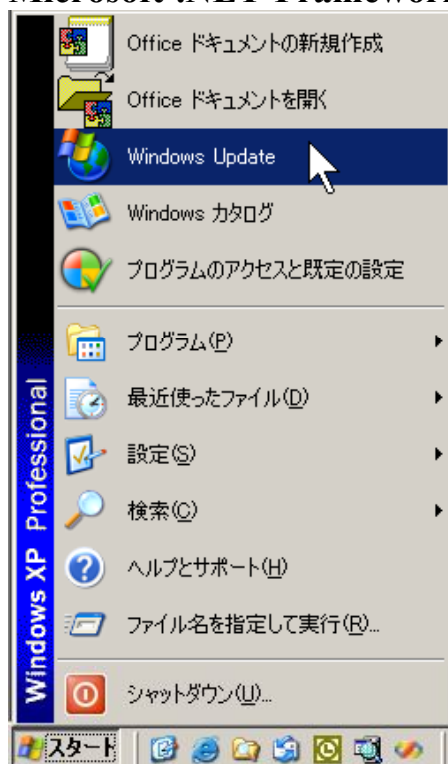 Microsoft .NET Framework
Office ドキュメントの新規作成
Office ドキュメントを開く
Windows Update
Windows カタログ
プログラムのアクセスと既定の設定
プログラム(P)
最近使ったファイル(D)
設定(S)
検索(C)
ヘルプとサポート(H)
ファイル名を指定して実行(R)...
シャットダウン(U)...
Windows XP Professional
スタート